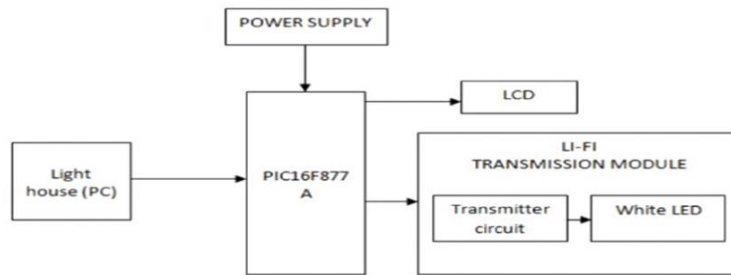 POWER SUPPLY
LCD
LI-FI
TRANSMISSION MODULE
Light
house (PC)
PIC16F877
A
Transmitter
circuit
White LED